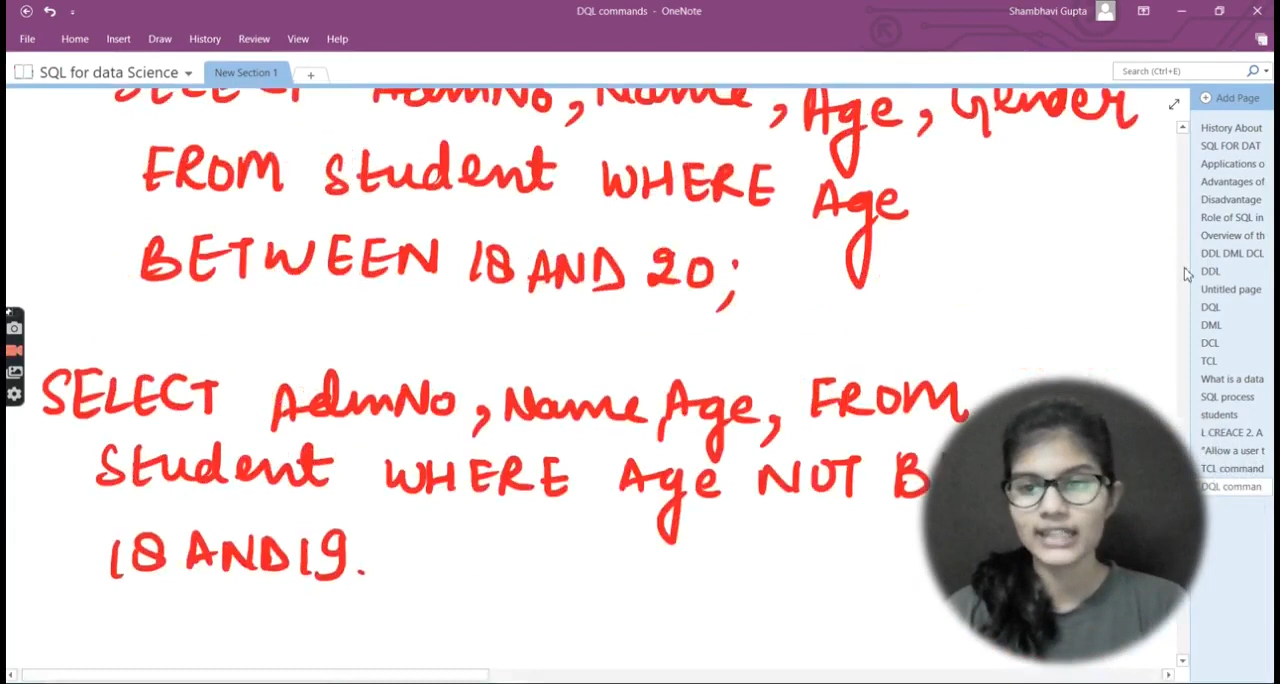 DQL commands - OneNote
Shambhavi Gupta
File Home Insert Draw History Review View Help
SQL for data Science
New Section 1
+
Search (Ctrl+E)
Add Page
SELECT AdmNo, Name, Age, Gender
FROM Student WHERE Age
BETWEEN 18 AND 20;
SELECT AdmNo, Name, Age, FROM
Student WHERE Age NOT B
18 AND 19.
History About
SQL FOR DAT
Applications o
Advantages of
Disadvantage
Role of SQL in
Overview of th
DDL DML DCL
DDL
Untitled page
DQL
DML
DCL
TCL
What is a data
SQL process
students
Ł CREACE 2. A
"Allow a user t
TCL command
DQL comman